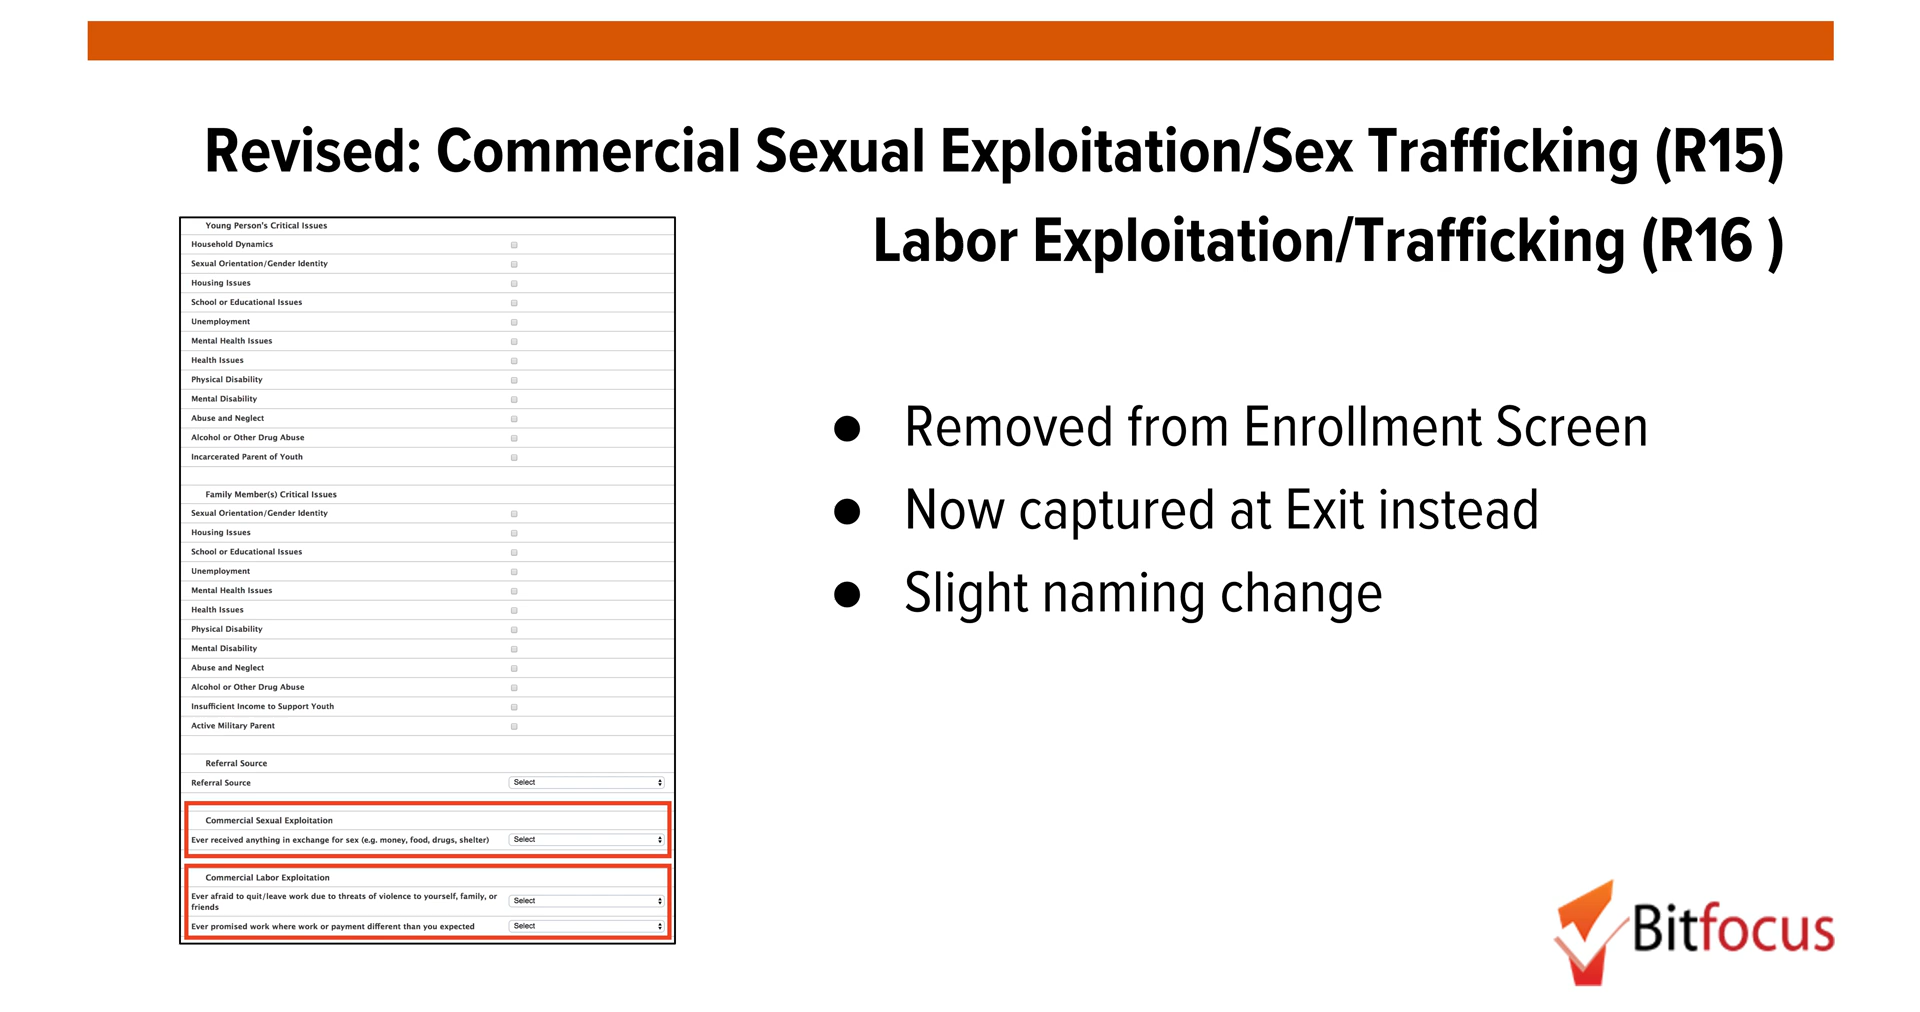 Revised: Commercial Sexual Exploitation/Sex Trafficking (R15)
Labor Exploitation/Trafficking (R16 )
Young Person's Critical Issues
Household Dynamics
Sexual Orientation/Gender Identity
Housing Issues
School or Educational Issues
Unemployment
Mental Health Issues
Health Issues
Physical Disability
Mental Disability
Abuse and Neglect
Alcohol or Other Drug Abuse
Incarcerated Parent of Youth
Family Member(s) Critical Issues
Sexual Orientation/Gender Identity
Housing Issues
School or Educational Issues
Unemployment
Mental Health Issues
Health Issues
Physical Disability
Mental Disability
Abuse and Neglect
Alcohol or Other Drug Abuse
Insufficient Income to Support Youth
Active Military Parent
Referral Source
Referral Source Select
Commercial Sexual Exploitation
Ever received anything in exchange for sex (e.g. money, food, drugs, shelter) Select
Commercial Labor Exploitation
Ever afraid to quit/leave work due to threats of violence to yourself, family, or
friends Select
Ever promised work where work or payment different than you expected Select
● Removed from Enrollment Screen
● Now captured at Exit instead
● Slight naming change
Bitfocus